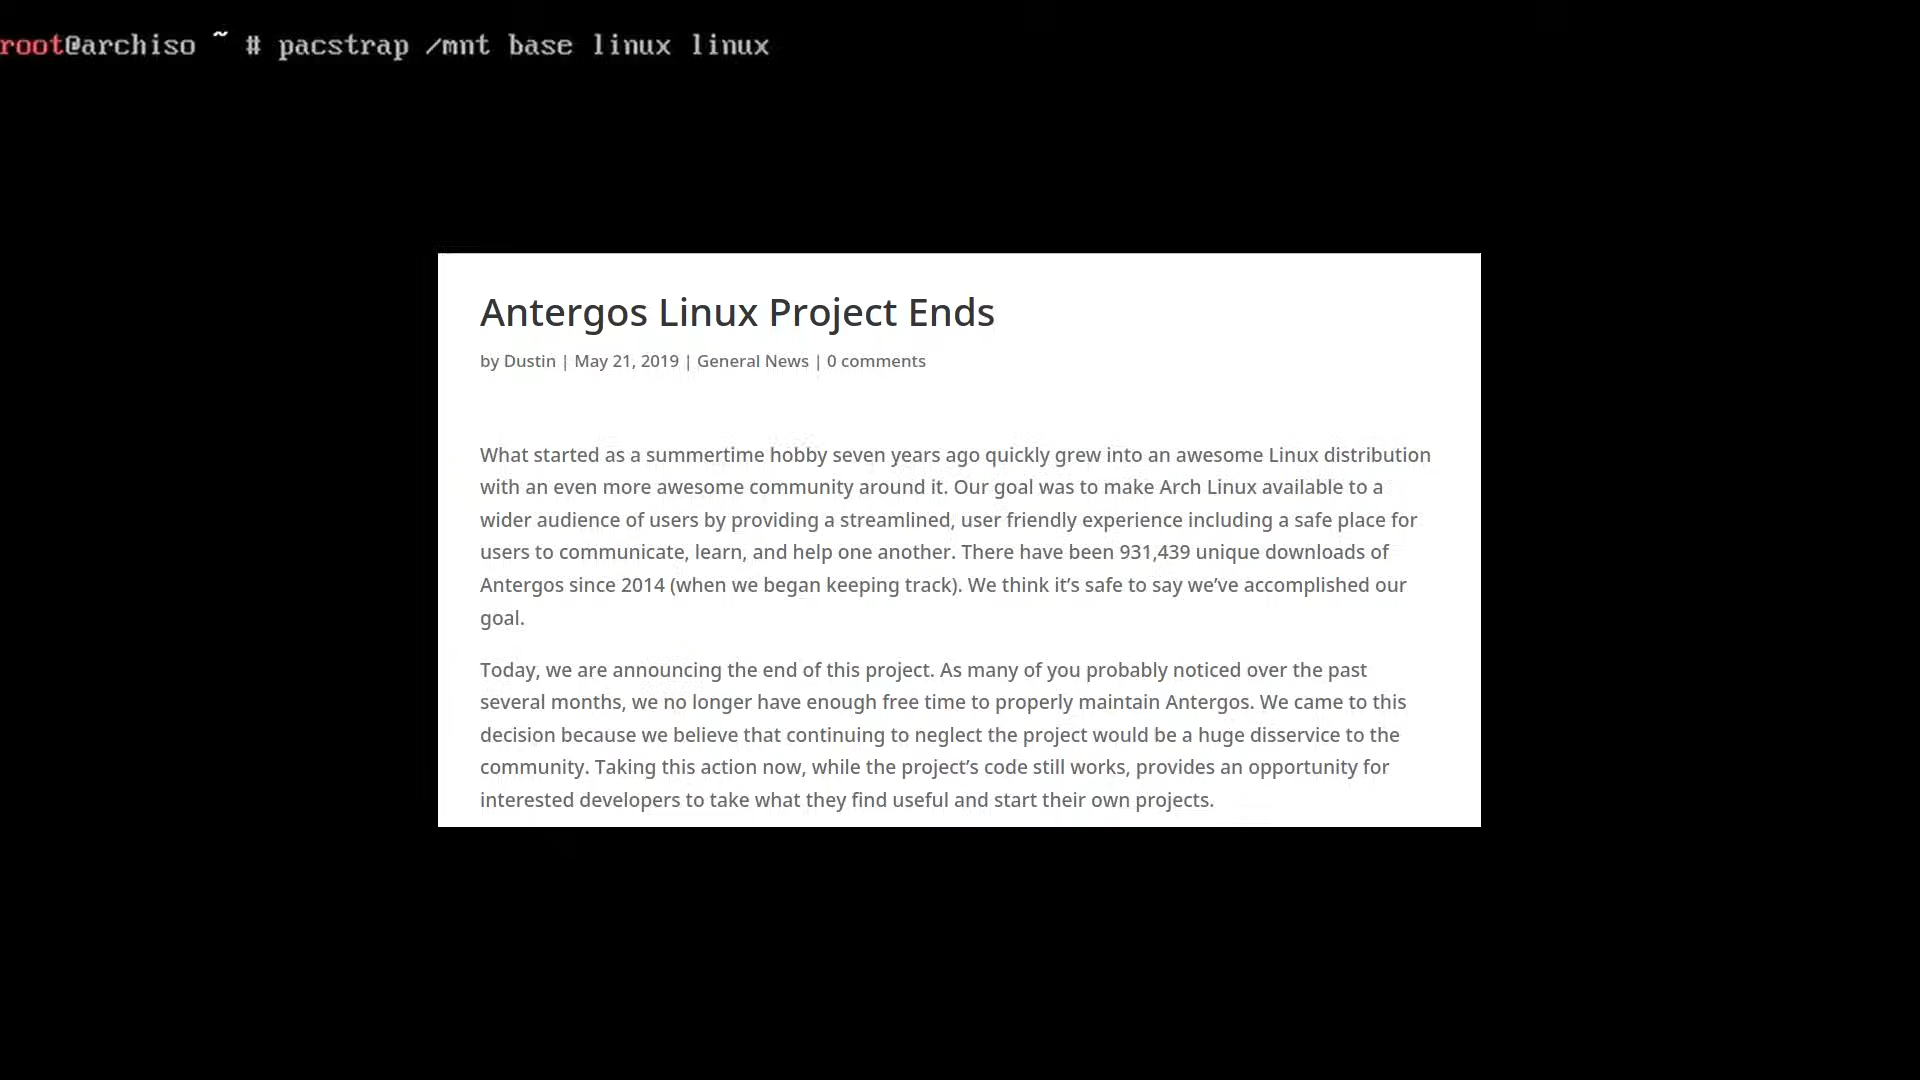 root@archiso ~ # pacstrap /mnt base linux linux
Antergos Linux Project Ends
by Dustin | May 21, 2019 | General News | 0 comments
What started as a summertime hobby seven years ago quickly grew into an awesome Linux distribution
with an even more awesome community around it. Our goal was to make Arch Linux available to a
wider audience of users by providing a streamlined, user friendly experience including a safe place for
users to communicate, learn, and help one another. There have been 931,439 unique downloads of
Antergos since 2014 (when we began keeping track). We think it’s safe to say we’ve accomplished our
goal.
Today, we are announcing the end of this project. As many of you probably noticed over the past
several months, we no longer have enough free time to properly maintain Antergos. We came to this
decision because we believe that continuing to neglect the project would be a huge disservice to the
community. Taking this action now, while the project’s code still works, provides an opportunity for
interested developers to take what they find useful and start their own projects.